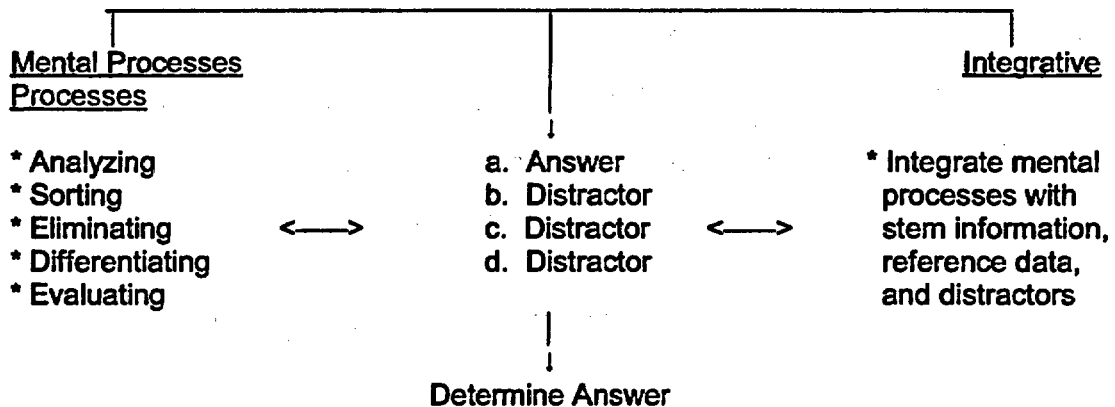 Mental Processes
Processes
* Analyzing
* Sorting
* Eliminating
* Differentiating
* Evaluating
a. Answer
b. Distractor
c. Distractor
d. Distractor
Integrative
* Integrate mental
processes with
stem information,
reference data,
and distractors
Determine Answer